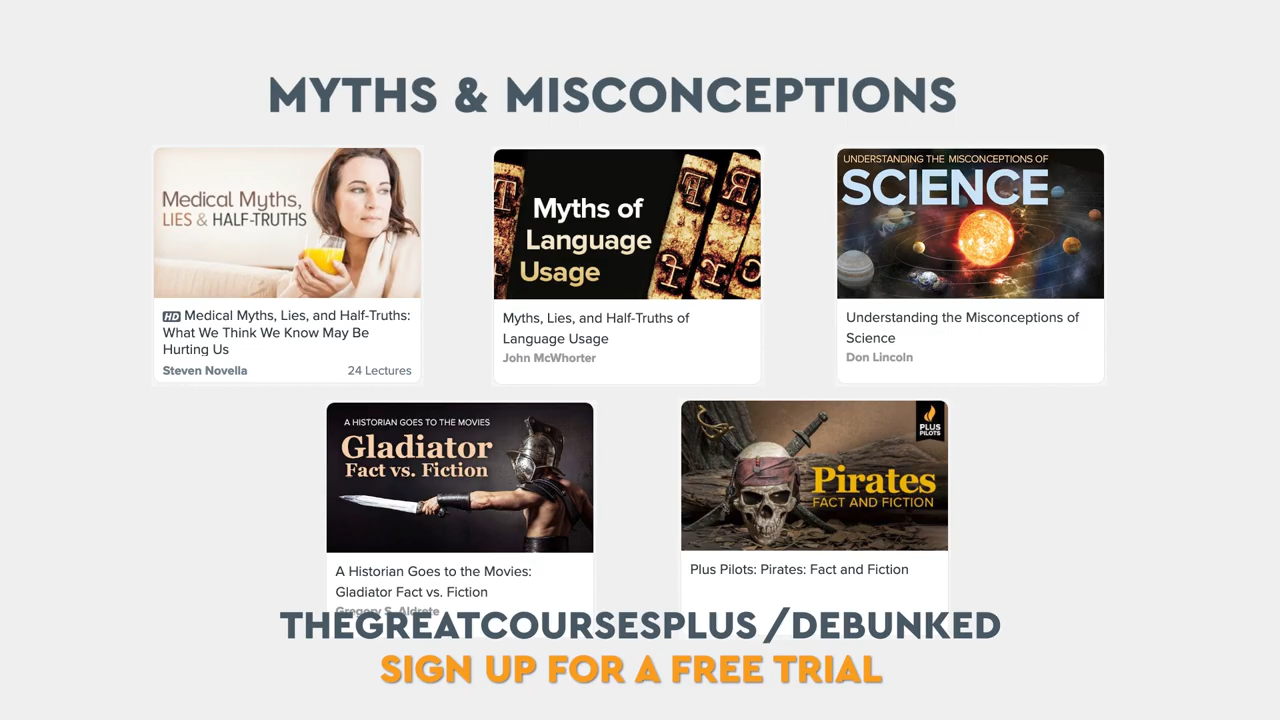 MYTHS & MISCONCEPTIONS
Medical Myths,
LIES & HALF-TRUTHS
HD Medical Myths, Lies, and Half-Truths:
What We Think We Know May Be
Hurting Us
Steven Novella 24 Lectures
Myths of
Language
Usage
Myths, Lies, and Half-Truths of
Language Usage
John McWhorter
UNDERSTANDING THE MISCONCEPTIONS OF
SCIENCE
Understanding the Misconceptions of
Science
Don Lincoln
A HISTORIAN GOES TO THE MOVIES
Gladiator
Fact vs. Fiction
A Historian Goes to the Movies:
Gladiator Fact vs. Fiction
Gregory S. Aldrete
PLUS
PILOTS
Pirates
FACT AND FICTION
Plus Pilots: Pirates: Fact and Fiction
THEGREATCOURSESPLUS/DEBUNKED
SIGN UP FOR A FREE TRIAL